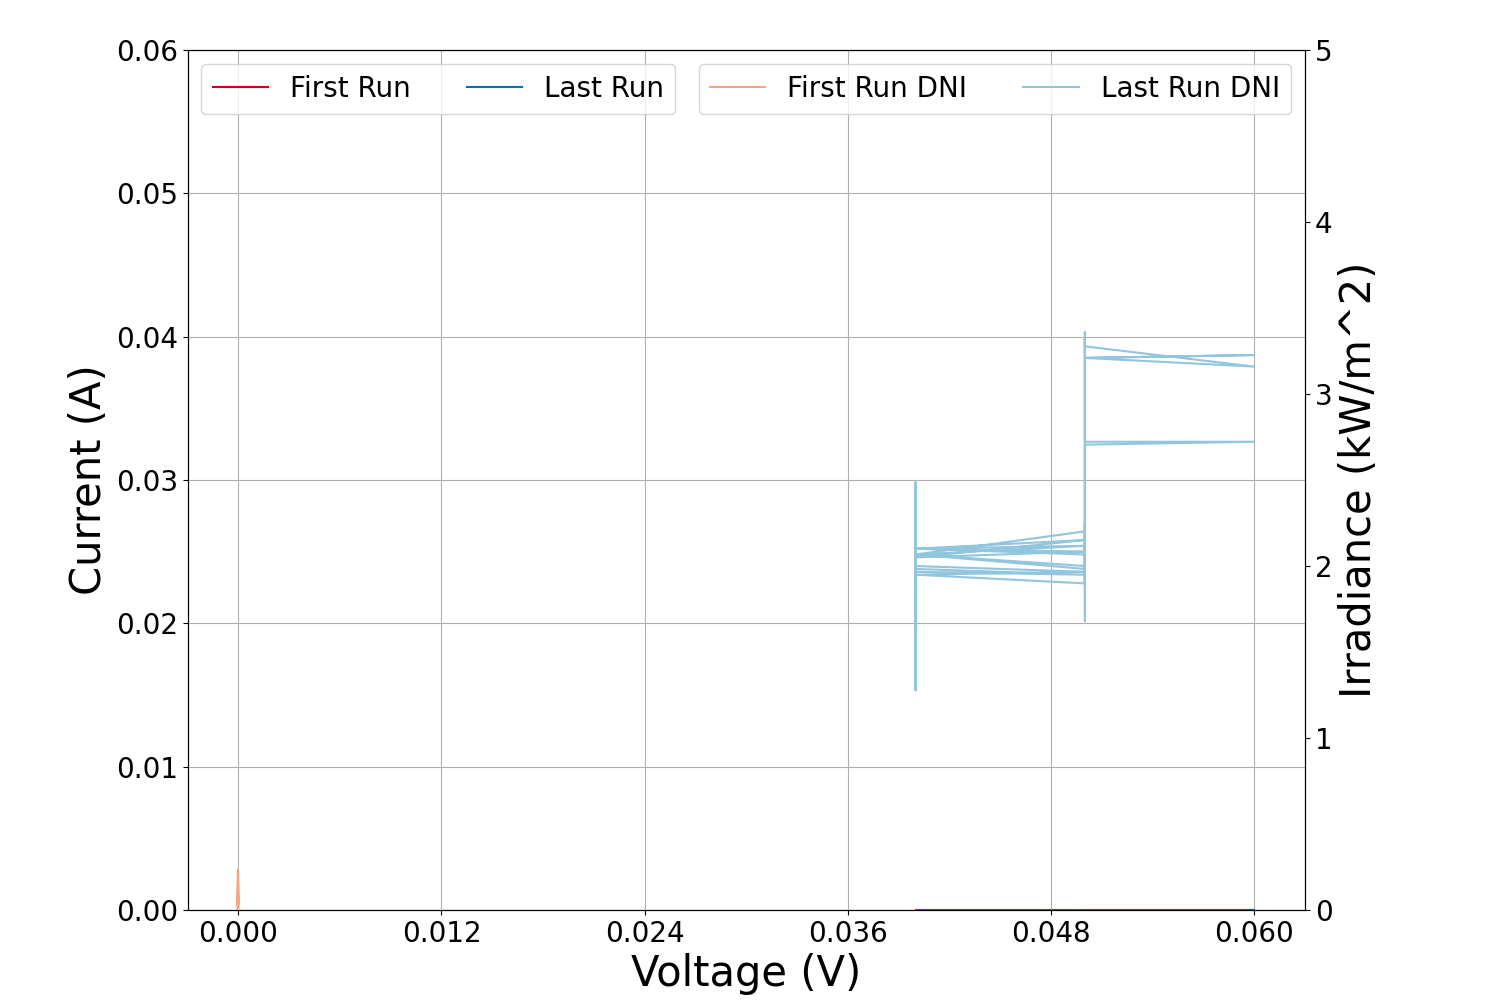 First Run
Last Run
First Run DNI
Last Run DNI
0.06
0.05
0.04
0.03
0.02
0.01
0.00
Current (A)
5
4
3
2
1
0
Irradiance (kW/m^2)
0.000 0.012 0.024 0.036 0.048 0.060
Voltage (V)